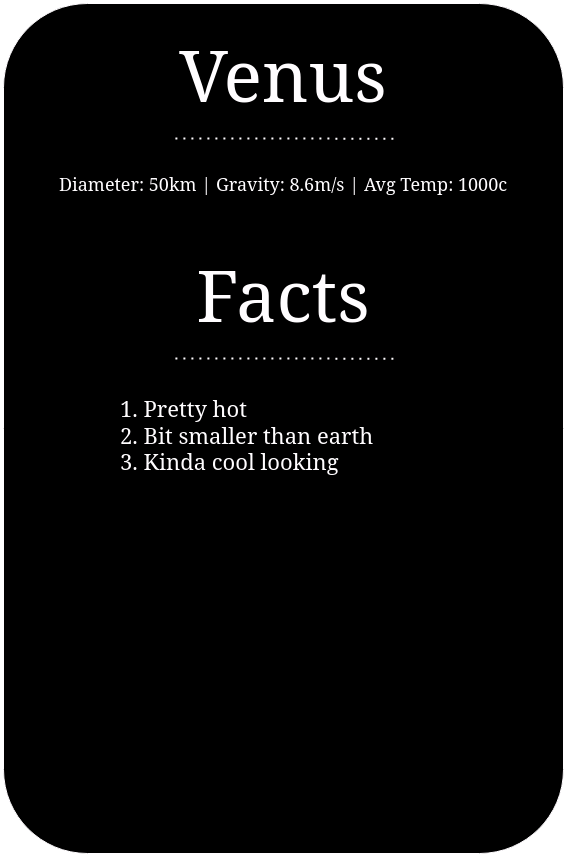 Venus
Diameter: 50km | Gravity: 8.6m/s | Avg Temp: 1000c
Facts
1. Pretty hot
2. Bit smaller than earth
3. Kinda cool looking